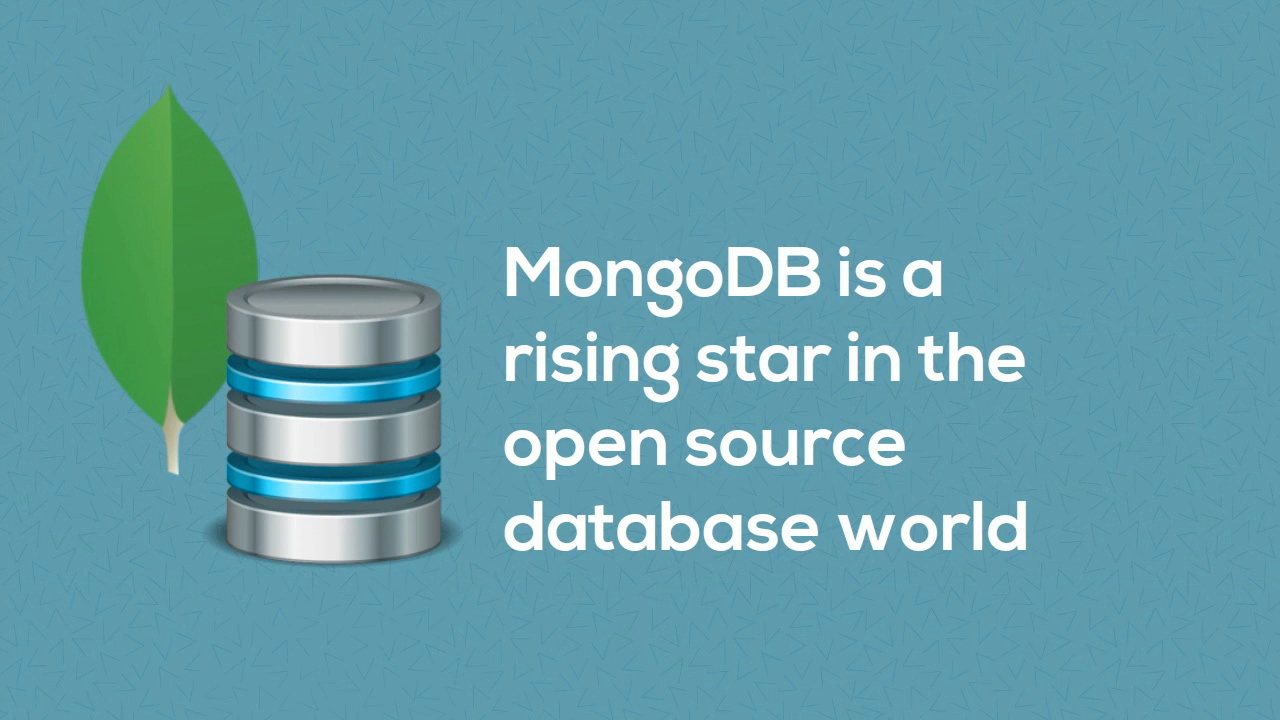 MongoDB is a
rising star in the
open source
database world